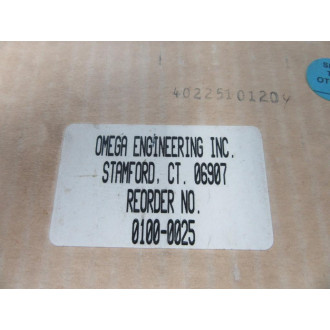 40225101204
OMEGA ENGINEERING INC.
STAMFORD, CT. 06907
REORDER NO.
0100-0025